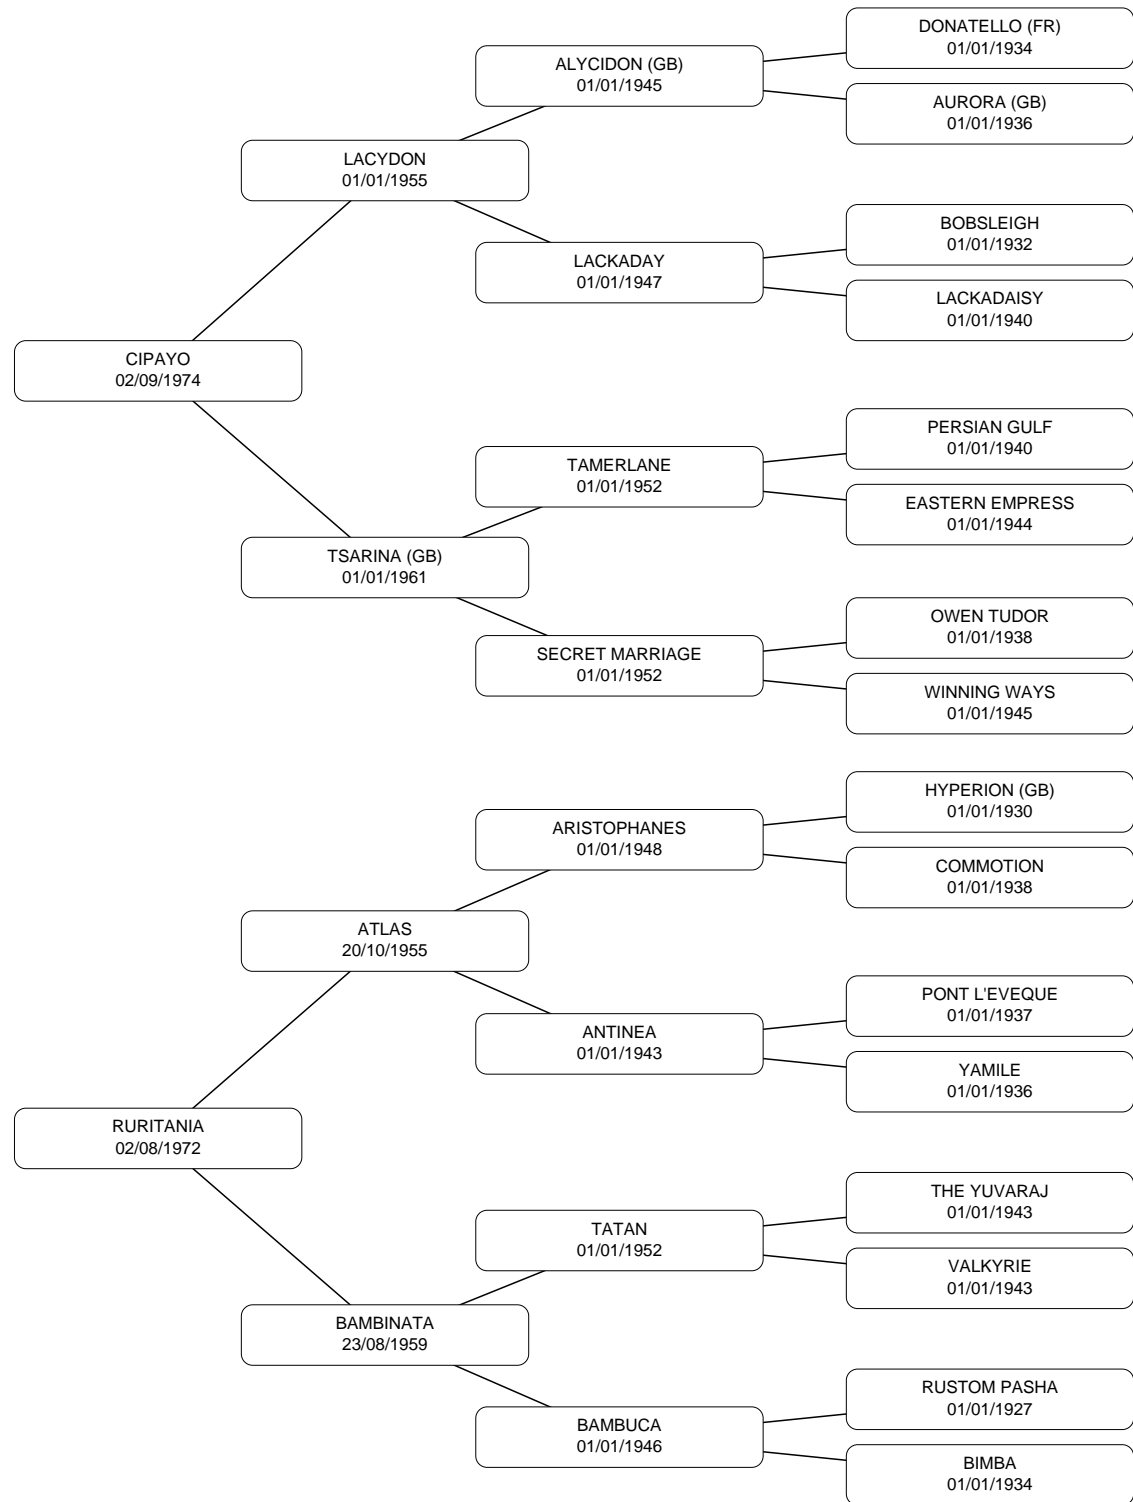 DONATELLO (FR)
01/01/1934
ALYCIDON (GB)
01/01/1945
AURORA (GB)
01/01/1936
LACYDON
01/01/1955
BOBSLEIGH
01/01/1932
LACKADAY
01/01/1947
LACKADAISY
01/01/1940
CIPAYO
02/09/1974
PERSIAN GULF
01/01/1940
TAMERLANE
01/01/1952
EASTERN EMPRESS
01/01/1944
TSARINA (GB)
01/01/1961
OWEN TUDOR
01/01/1938
SECRET MARRIAGE
01/01/1952
WINNING WAYS
01/01/1945
HYPERION (GB)
01/01/1930
ARISTOPHANES
01/01/1948
COMMOTION
01/01/1938
ATLAS
20/10/1955
PONT L'EVEQUE
01/01/1937
ANTINEA
01/01/1943
YAMILE
01/01/1936
RURITANIA
02/08/1972
THE YUVARAJ
01/01/1943
TATAN
01/01/1952
VALKYRIE
01/01/1943
BAMBINATA
23/08/1959
RUSTOM PASHA
01/01/1927
BAMBUCA
01/01/1946
BIMBA
01/01/1934